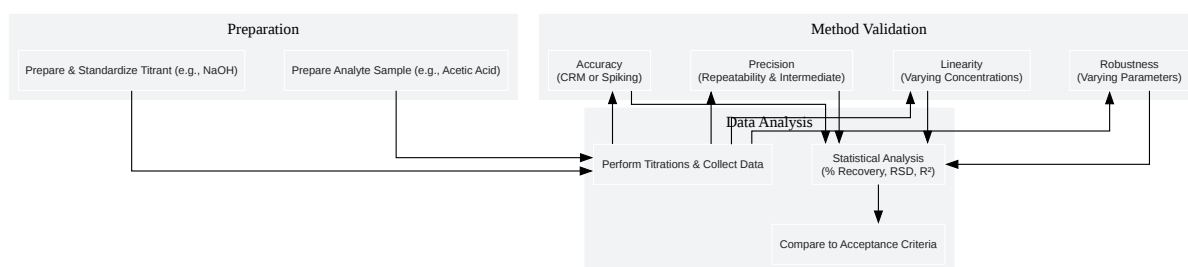 Preparation
Prepare & Standardize Titrant (e.g., NaOH)
Prepare Analyte Sample (e.g., Acetic Acid)
Method Validation
Accuracy
(CRM or Spiking)
Precision
(Repeatability & Intermediate)
Linearity
(Varying Concentrations)
Robustness
(Varying Parameters)
Data Analysis
Perform Titrations & Collect Data
Statistical Analysis
(% Recovery, RSD, R²)
Compare to Acceptance Criteria